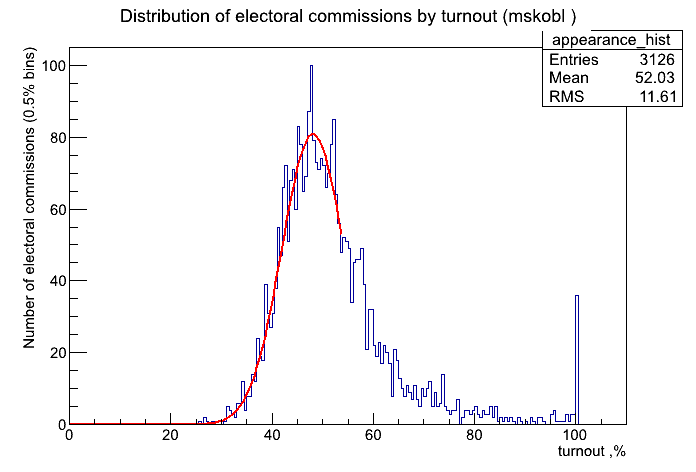 Distribution of electoral commissions by turnout (mskobl )
appearance_hist
Entries 3126
Mean 52.03
RMS 11.61
Number of electoral commissions (0.5% bins)
100
80
60
40
20
0
0 20 40 60 80 100
turnout ,%